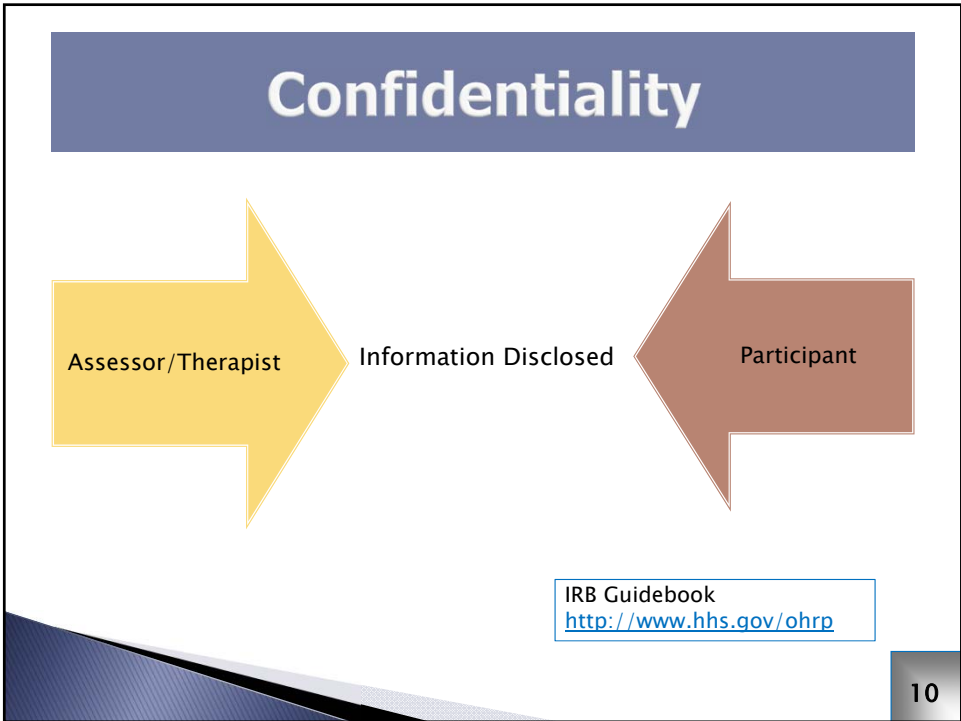 Confidentiality
Assessor/Therapist
Information Disclosed
Participant
IRB Guidebook
http://www.hhs.gov/ohrp
10